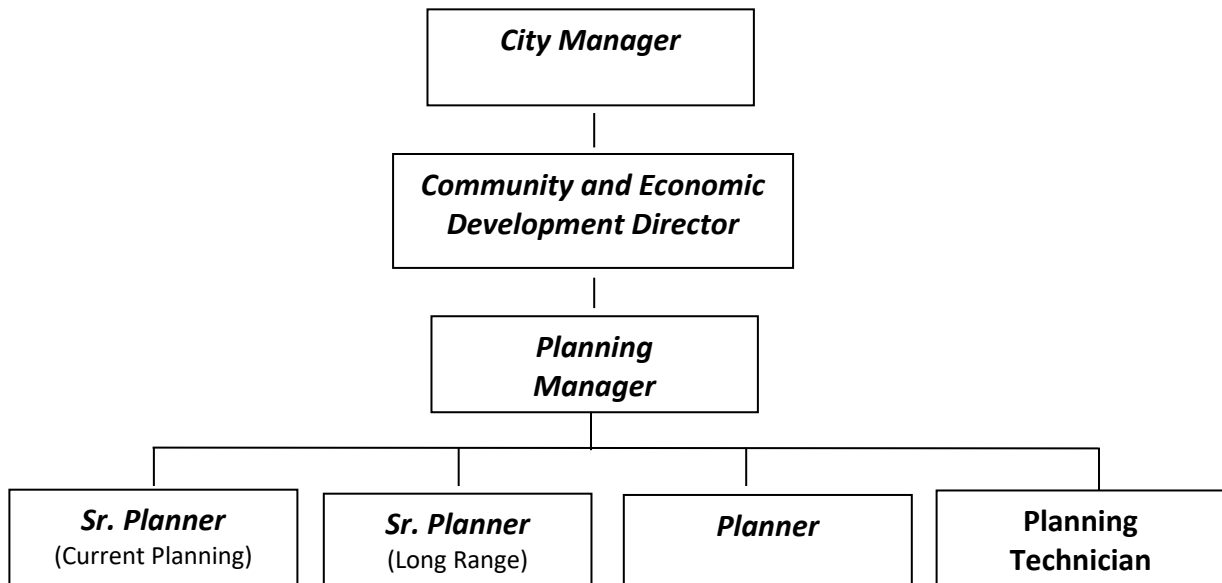 City Manager
Community and Economic
Development Director
Planning
Manager
Sr. Planner
(Current Planning)
Sr. Planner
(Long Range)
Planner
Planning
Technician